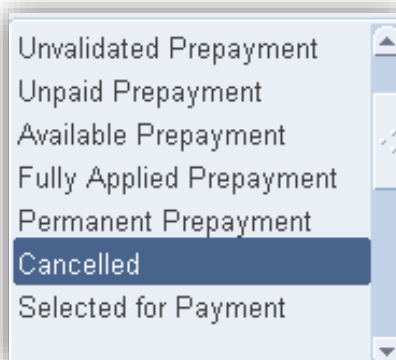 Unvalidated Prepayment
Unpaid Prepayment
Available Prepayment
Fully Applied Prepayment
Permanent Prepayment
Cancelled
Selected for Payment